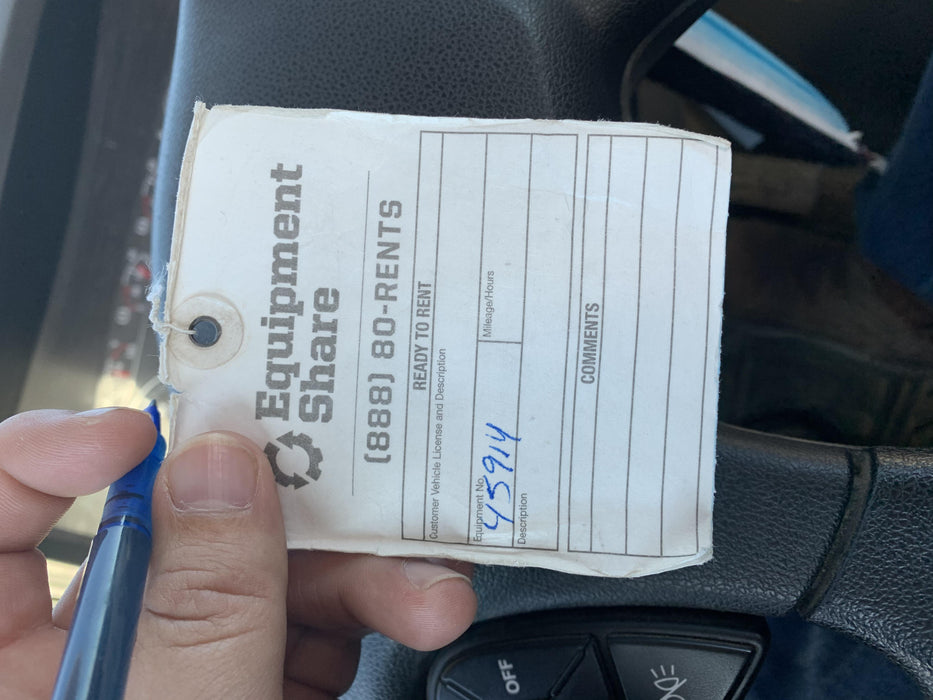 Equipment
Share
(888) 80-RENTS
READY TO RENT
Customer Vehicle License and Description
Equipment No.
45914
Mileage/Hours
Description
COMMENTS
OFF